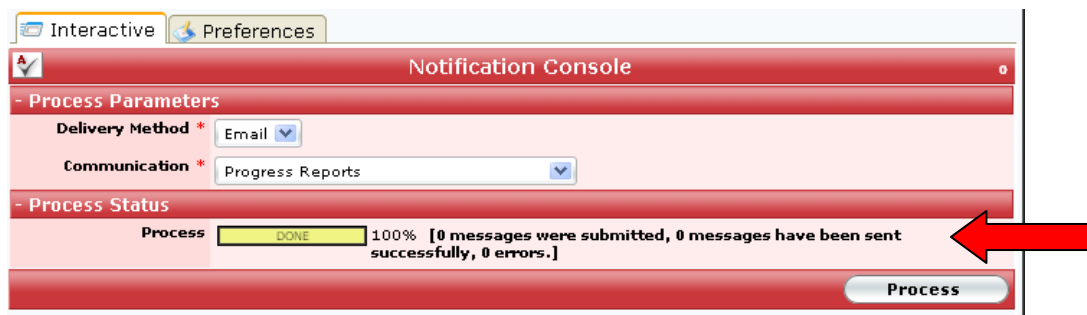 Interactive Preferences
Notification Console 0
- Process Parameters
Delivery Method * Email
Communication * Progress Reports
- Process Status
Process DONE 100% [0 messages were submitted, 0 messages have been sent
successfully, 0 errors.]
Process